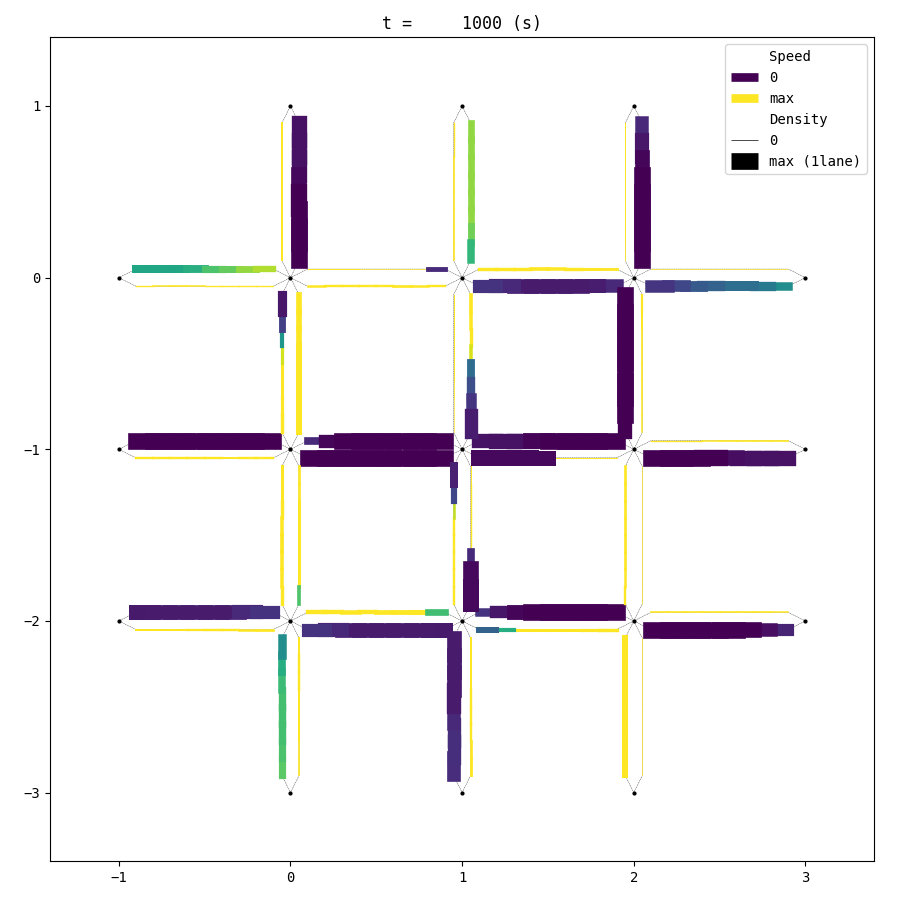 t =      1000 (s)
Speed
0
max
Density
0
max (1lane)
1
0
−1
−2
−3
−1 0 1 2 3